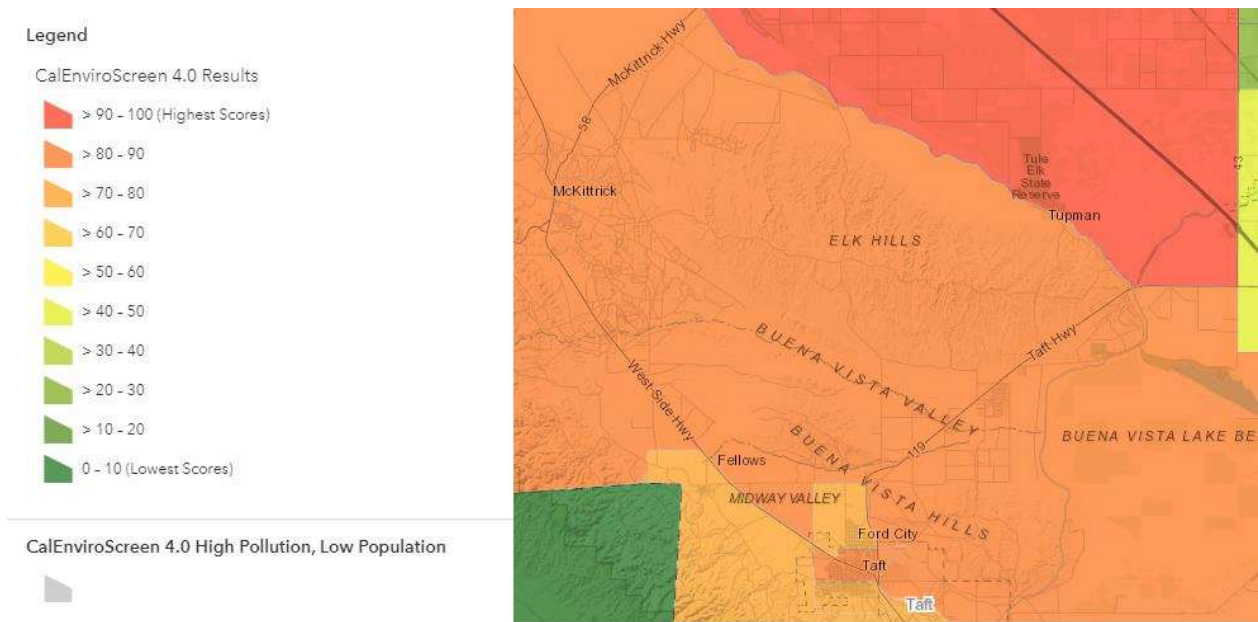 Legend
CalEnviroScreen 4.0 Results
> 90 - 100 (Highest Scores)
> 80 - 90
> 70 - 80
> 60 - 70
> 50 - 60
> 40 - 50
> 30 - 40
> 20 - 30
> 10 - 20
0 - 10 (Lowest Scores)
CalEnviroScreen 4.0 High Pollution, Low Population
McKittrick Hwy
58
43
McKittrick
Tule
Elk
State
Reserve
Tupman
ELK HILLS
Taft Hwy
BUENA VISTA VALLEY
West Side Hwy
119
BUENA VISTA LAKE BE
BUENA VISTA HILLS
Fellows
MIDWAY VALLEY
Ford City
Taft
Taft